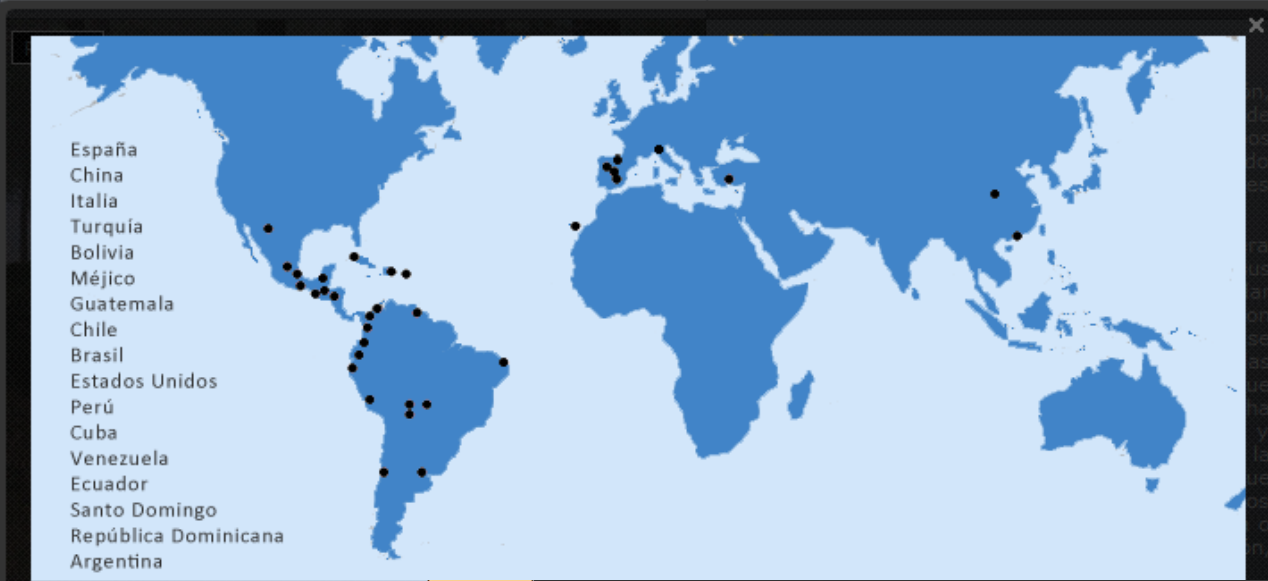 España
China
Italia
Turquía
Bolivia
Méjico
Guatemala
Chile
Brasil
Estados Unidos
Perú
Cuba
Venezuela
Ecuador
Santo Domingo
República Dominicana
Argentina